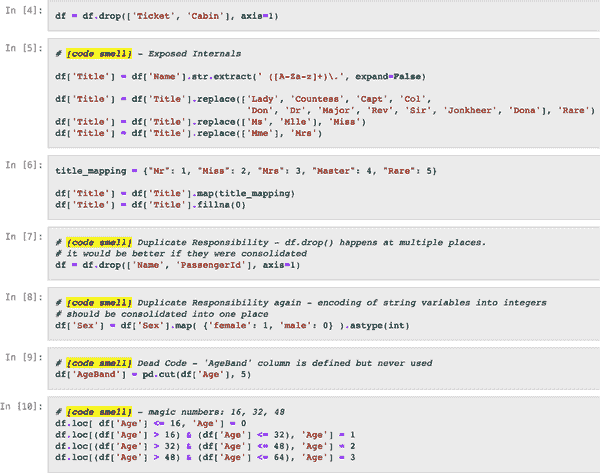 In [4]:
df = df.drop(['Ticket', 'Cabin'], axis=1)
In [5]:
# [code smell] - Exposed Internals
df['Title'] = df['Name'].str.extract(' ([A-Za-z]+)\.', expand=False)
df['Title'] = df['Title'].replace(['Lady', 'Countess', 'Capt', 'Col',
'Don', 'Dr', 'Major', 'Rev', 'Sir', 'Jonkheer', 'Dona'], 'Rare')
df['Title'] = df['Title'].replace(['Ms', 'Mlle'], 'Miss')
df['Title'] = df['Title'].replace(['Mme'], 'Mrs')
In [6]:
title_mapping = {"Mr": 1, "Miss": 2, "Mrs": 3, "Master": 4, "Rare": 5}
df['Title'] = df['Title'].map(title_mapping)
df['Title'] = df['Title'].fillna(0)
In [7]:
# [code smell] Duplicate Responsibility - df.drop() happens at multiple places.
# it would be better if they were consolidated
df = df.drop(['Name', 'PassengerId'], axis=1)
In [8]:
# [code smell] Duplicate Responsibility again - encoding of string variables into integers
# should be consolidated into one place
df['Sex'] = df['Sex'].map( {'female': 1, 'male': 0} ).astype(int)
In [9]:
# [code smell] Dead Code - 'AgeBand' column is defined but never used
df['AgeBand'] = pd.cut(df['Age'], 5)
In [10]:
# [code smell] - magic numbers: 16, 32, 48
df.loc[ df['Age'] <= 16, 'Age'] = 0
df.loc[(df['Age'] > 16) & (df['Age'] <= 32), 'Age'] = 1
df.loc[(df['Age'] > 32) & (df['Age'] <= 48), 'Age'] = 2
df.loc[(df['Age'] > 48) & (df['Age'] <= 64), 'Age'] = 3